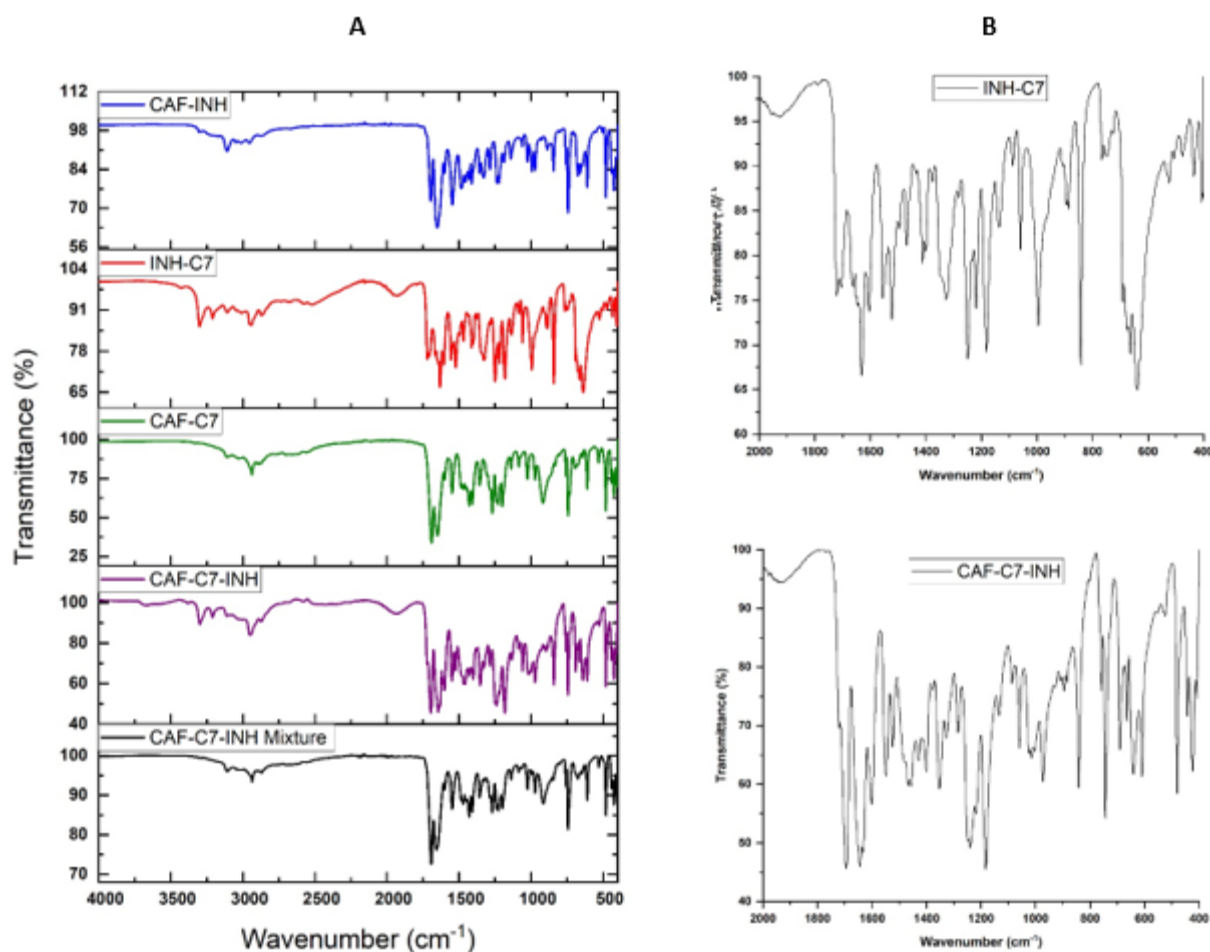 A
CAF-INH
112
98
84
70
56
INH-C7
104
91
78
65
CAF-C7
100
75
50
25
CAF-C7-INH
100
80
60
40
CAF-C7-INH Mixture
100
90
80
70
4000 3500 3000 2500 2000 1500 1000 500
Transmittance (%)
Wavenumber (cm⁻¹)
B
INH-C7
100
95
90
85
80
75
70
65
60
2000 1800 1600 1400 1200 1000 800 600 400
Wavenumber (cm⁻¹)
CAF-C7-INH
100
90
80
70
60
50
40
Transmittance (%)
2000 1800 1600 1400 1200 1000 800 600 400
Wavenumber (cm⁻¹)